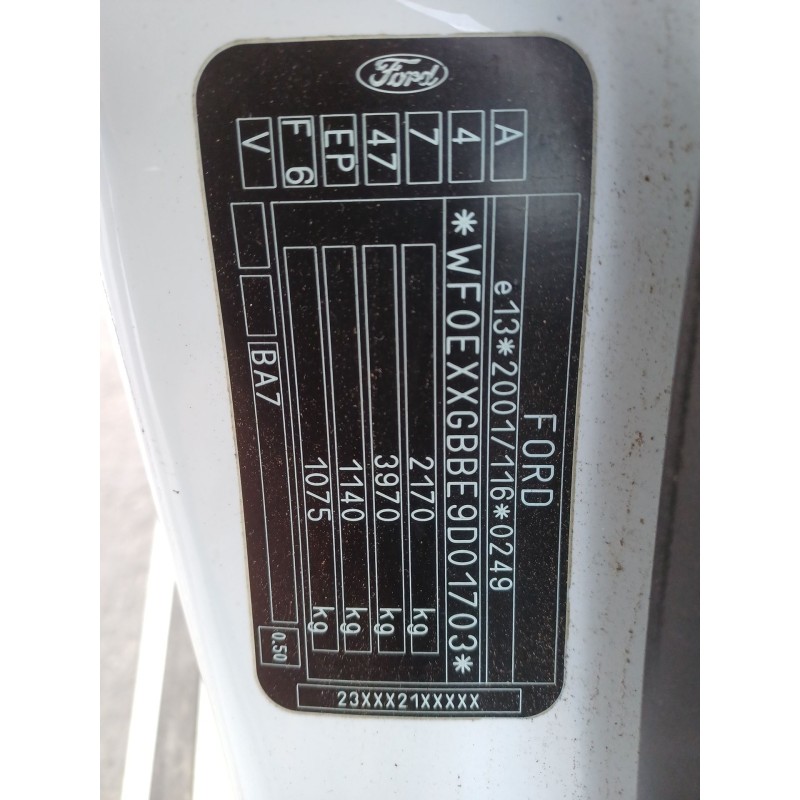 Ford
FORD
e13*2001/116*0249
*WF0EXXGBBE9D01703*
2170 kg
3970 kg
1140 kg
1075 kg
0.50
BA7
A
4
7
47
EP
F 6
V
23XXX21XXXXX